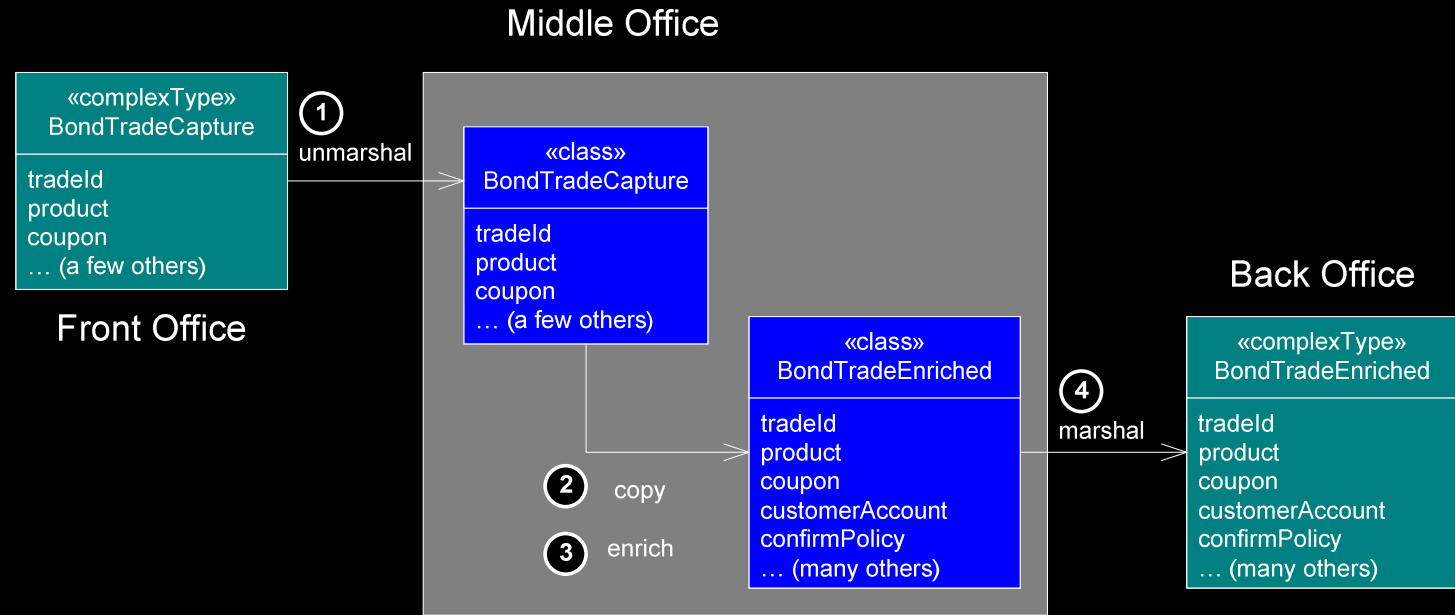 Middle Office
«complexType»
BondTradeCapture
tradeId
product
coupon
... (a few others)
Front Office
1
unmarshal
«class»
BondTradeCapture
tradeId
product
coupon
... (a few others)
2
copy
3
enrich
«class»
BondTradeEnriched
tradeId
product
coupon
customerAccount
confirmPolicy
... (many others)
4
marshal
Back Office
«complexType»
BondTradeEnriched
tradeId
product
coupon
customerAccount
confirmPolicy
... (many others)